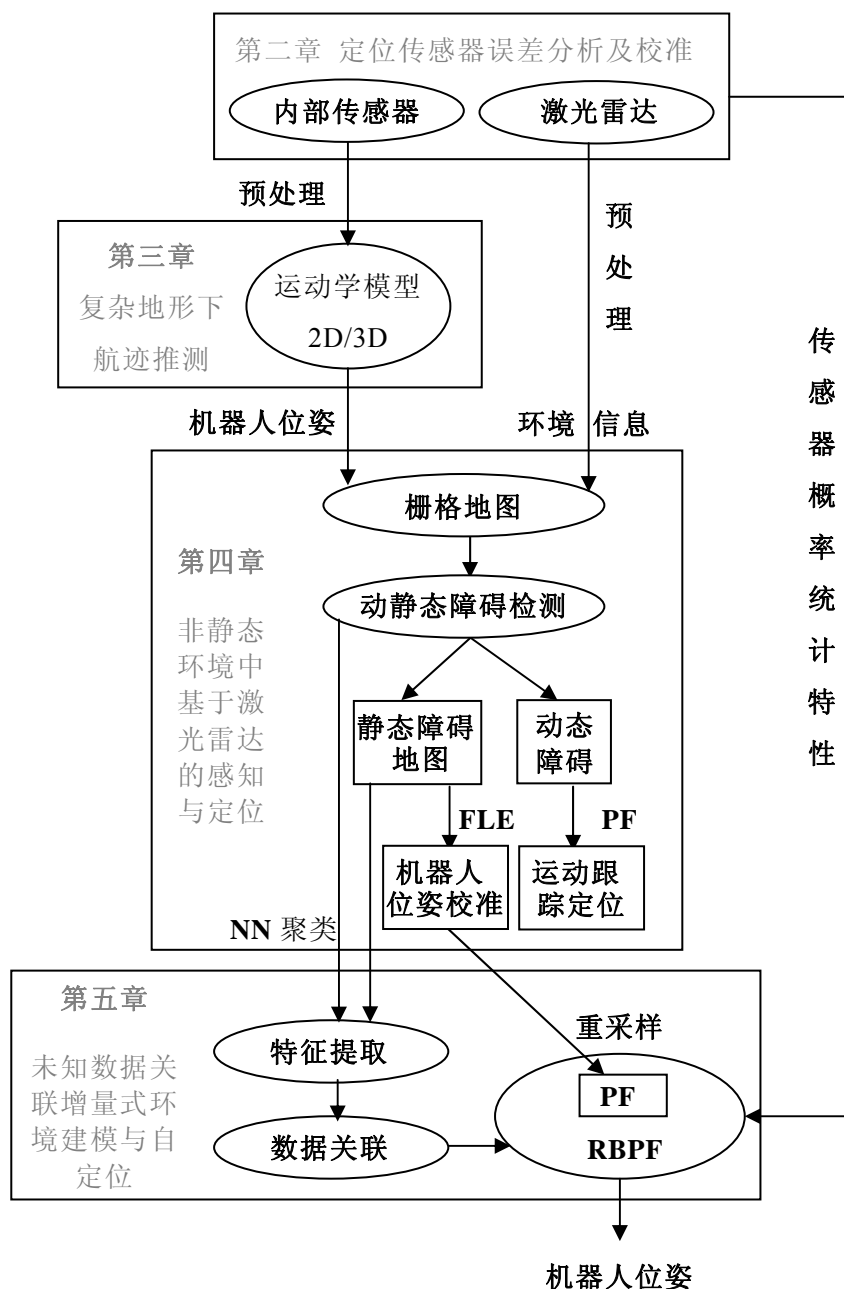 第二章 定位传感器误差分析及校准
内部传感器
激光雷达
预处理
预
处
理
第三章
复杂地形下
航迹推测
运动学模型
2D/3D
机器人位姿
环境 信息
传
感
器
概
率
统
计
特
性
栅格地图
第四章
非静态
环境中
基于激
光雷达
的感知
与定位
动静态障碍检测
静态障碍
地图
动态
障碍
FLE
PF
机器人
位姿校准
运动跟
踪定位
NN 聚类
第五章
未知数据关
联增量式环
境建模与自
定位
特征提取
数据关联
重采样
PF
RBPF
机器人位姿